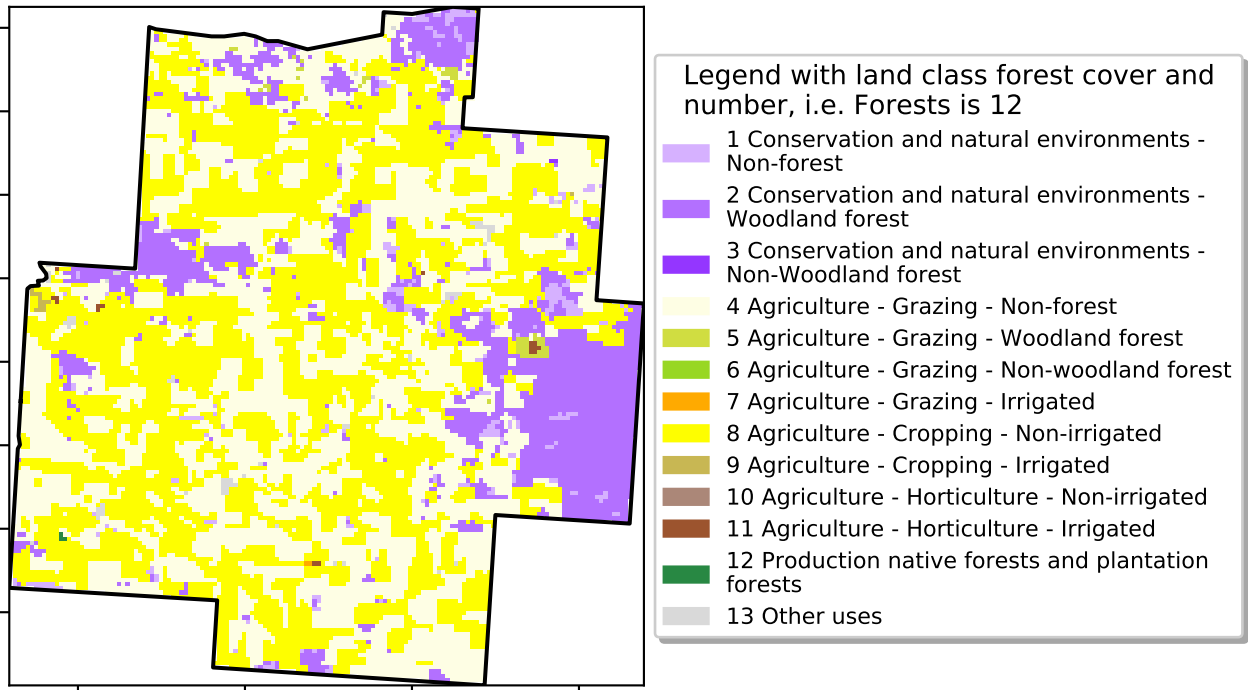 Legend with land class forest cover and
number, i.e. Forests is 12
1 Conservation and natural environments -
Non-forest
2 Conservation and natural environments -
Woodland forest
3 Conservation and natural environments -
Non-Woodland forest
4 Agriculture - Grazing - Non-forest
5 Agriculture - Grazing - Woodland forest
6 Agriculture - Grazing - Non-woodland forest
7 Agriculture - Grazing - Irrigated
8 Agriculture - Cropping - Non-irrigated
9 Agriculture - Cropping - Irrigated
10 Agriculture - Horticulture - Non-irrigated
11 Agriculture - Horticulture - Irrigated
12 Production native forests and plantation
forests
13 Other uses